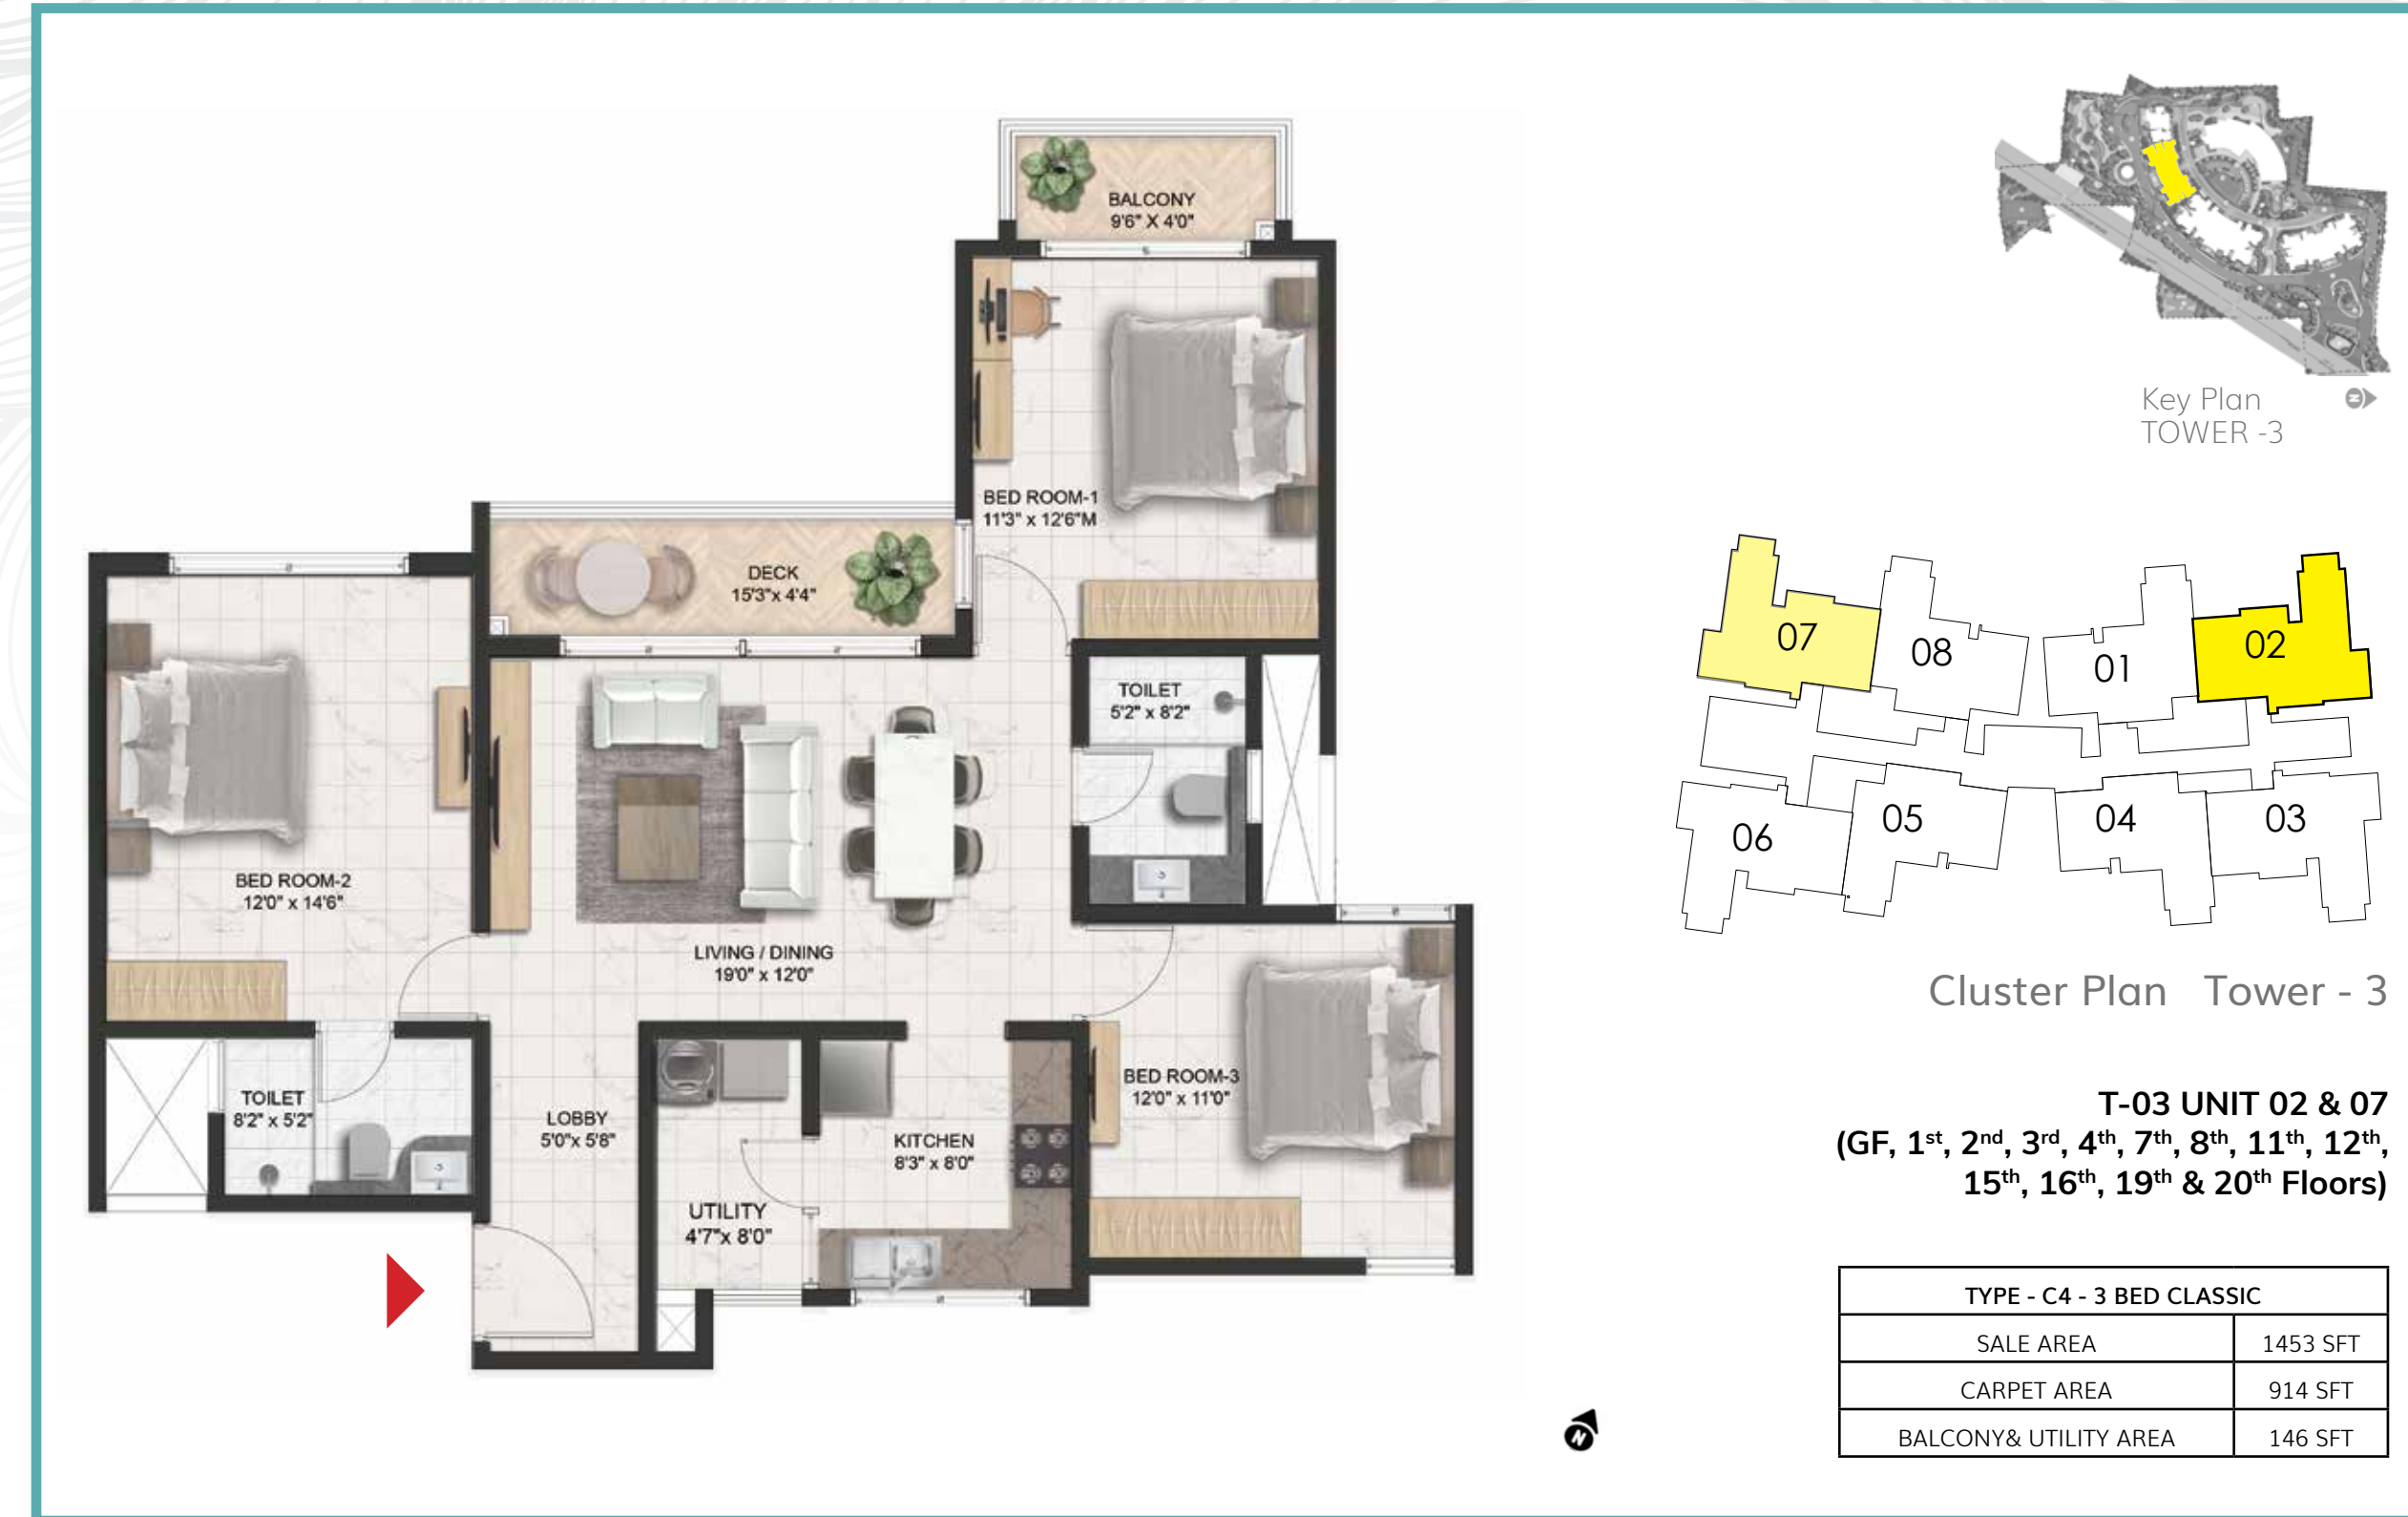 BALCONY
9'6" X 4'0"
BED ROOM-1
11'3" x 12'6"M
DECK
15'3"x 4'4"
TOILET
5'2" x 8'2"
BED ROOM-2
12'0" x 14'6"
LIVING / DINING
19'0" x 12'0"
TOILET
8'2" x 5'2"
LOBBY
5'0"x 5'8"
KITCHEN
8'3" x 8'0"
BED ROOM-3
12'0" x 11'0"
UTILITY
4'7"x 8'0"
N
Key Plan
TOWER -3
N
07
08
01
02
06
05
04
03
Cluster Plan Tower - 3
T-03 UNIT 02 & 07
(GF, 1st, 2nd, 3rd, 4th, 7th, 8th, 11th, 12th,
15th, 16th, 19th & 20th Floors)
TYPE - C4 - 3 BED CLASSIC
SALE AREA 1453 SFT
CARPET AREA 914 SFT
BALCONY& UTILITY AREA 146 SFT